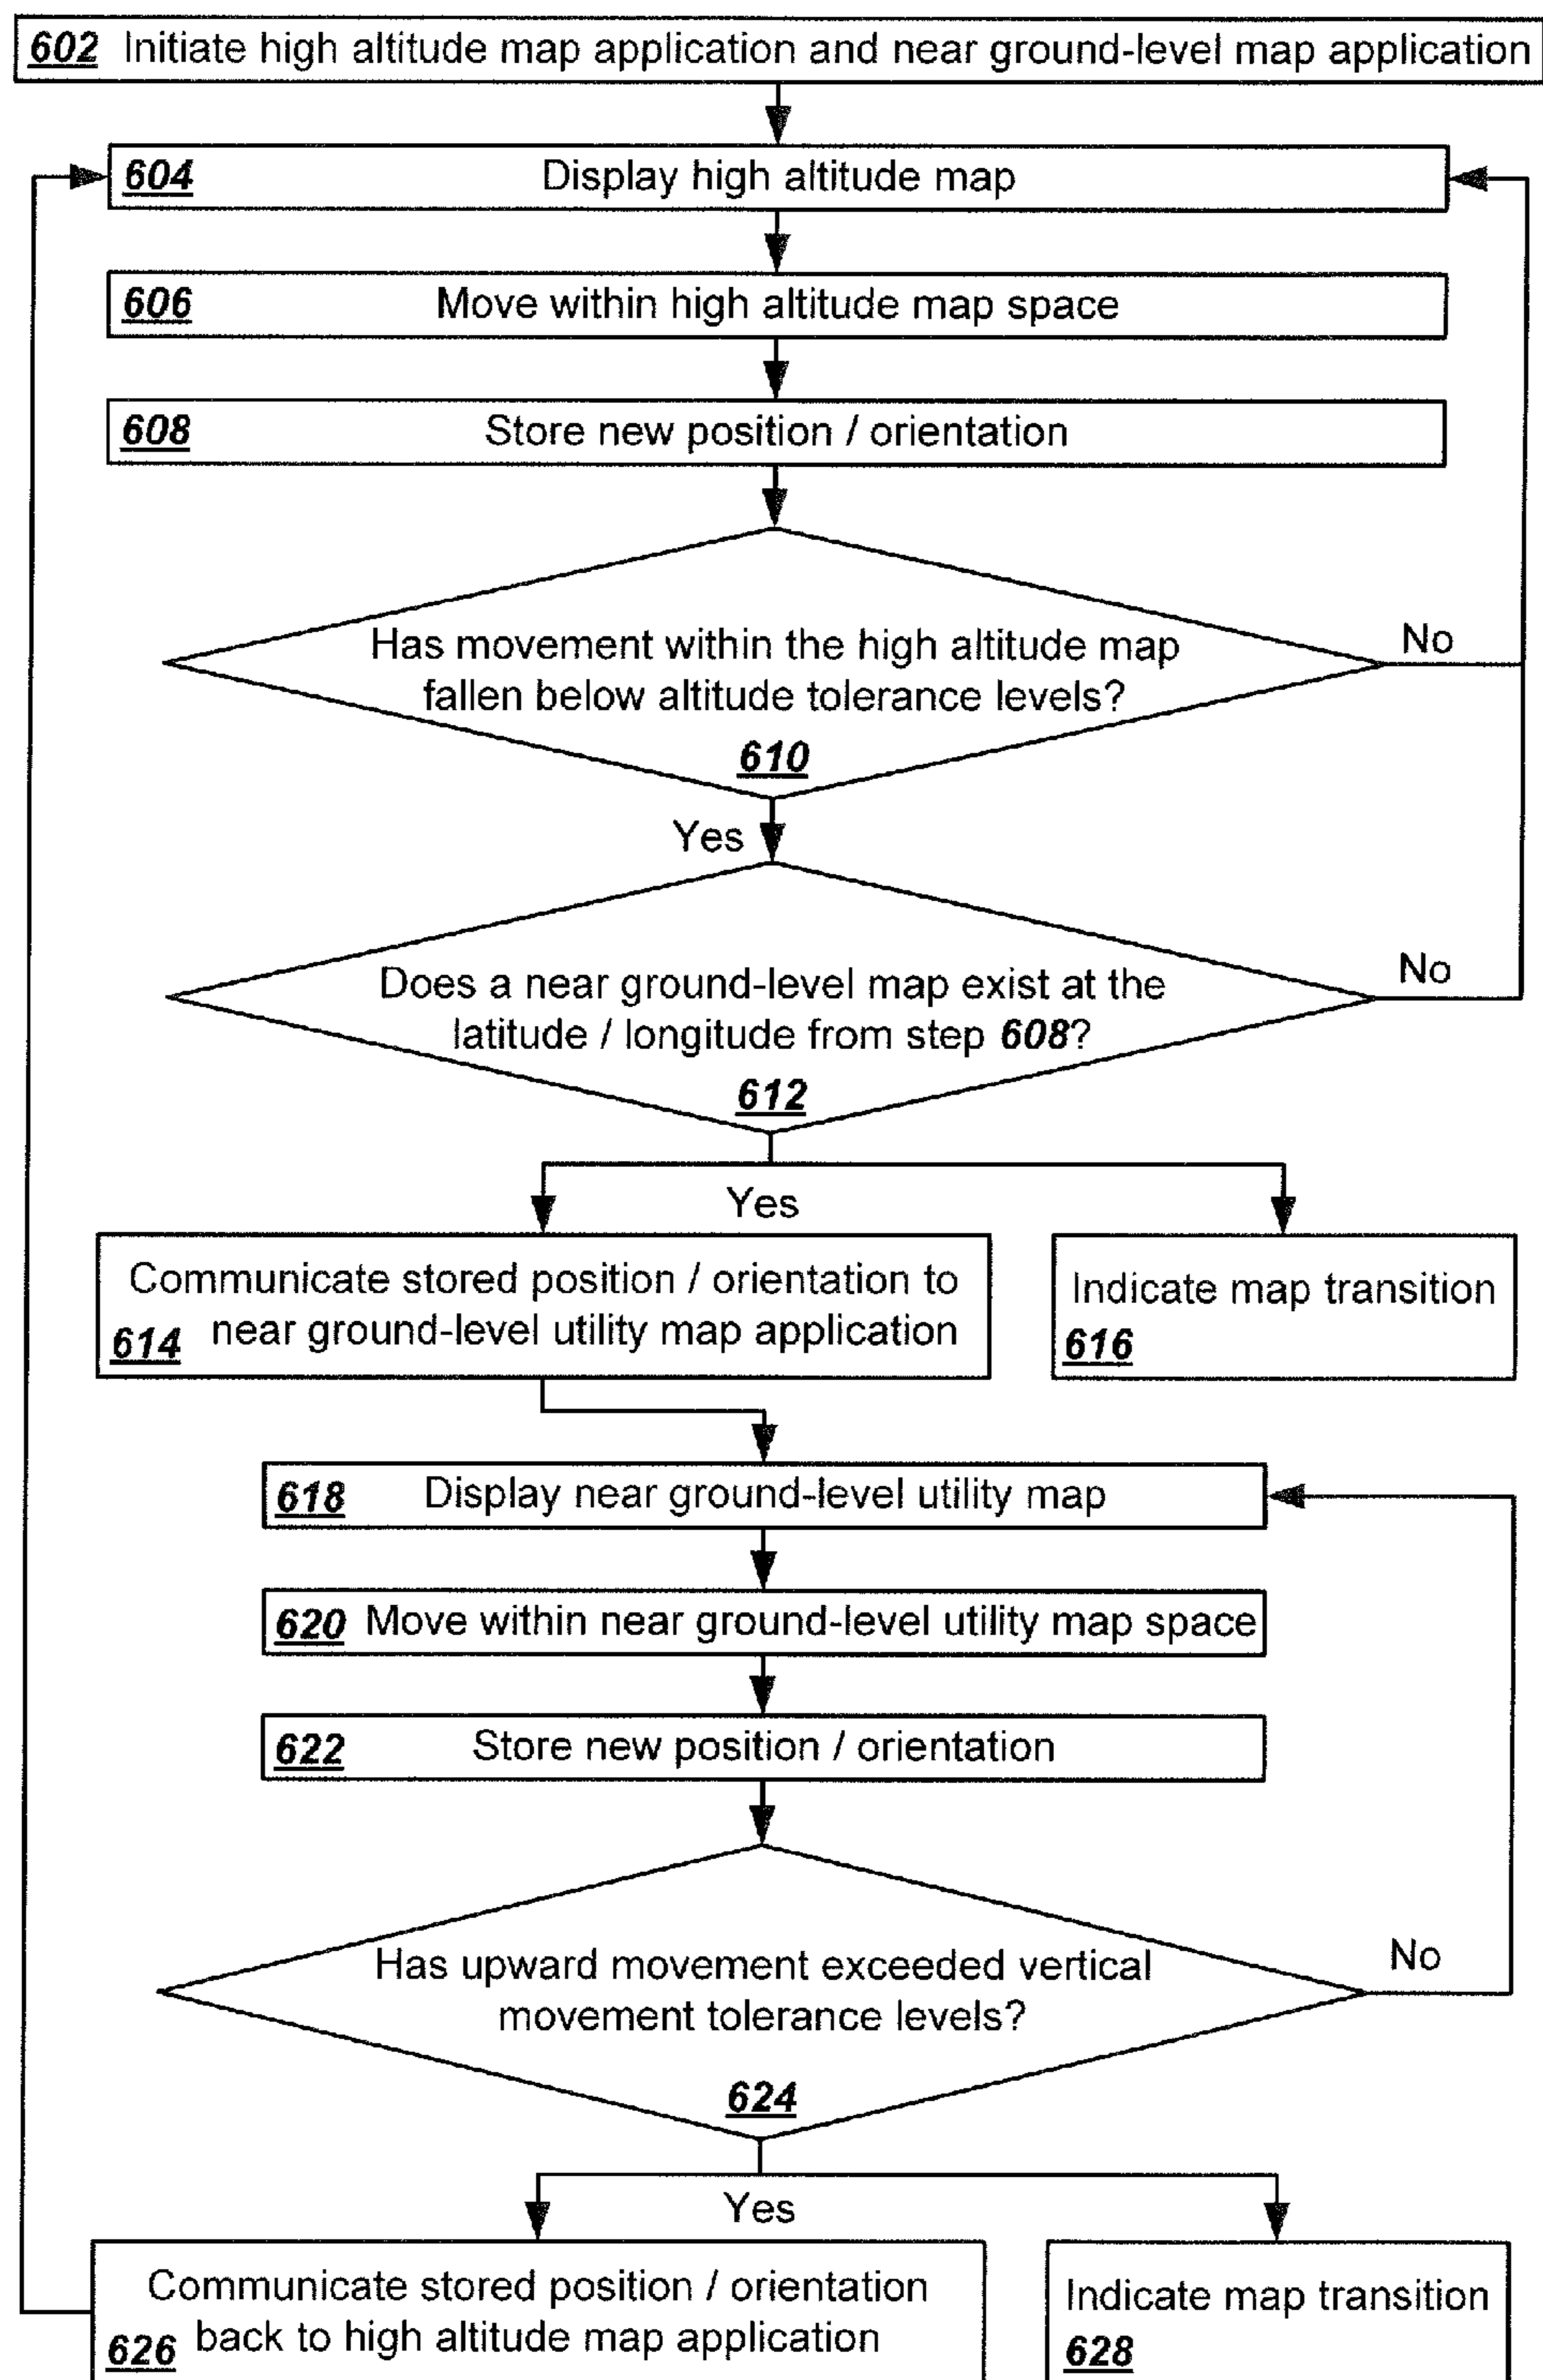 602 Initiate high altitude map application and near ground-level map application
604 Display high altitude map
606 Move within high altitude map space
608 Store new position / orientation
Has movement within the high altitude map
fallen below altitude tolerance levels?
610
No
Yes
Does a near ground-level map exist at the
latitude / longitude from step 608?
612
No
Yes
Communicate stored position / orientation to
614 near ground-level utility map application
Indicate map transition
616
618 Display near ground-level utility map
620 Move within near ground-level utility map space
622 Store new position / orientation
Has upward movement exceeded vertical
movement tolerance levels?
624
No
Yes
Communicate stored position / orientation
626 back to high altitude map application
Indicate map transition
628